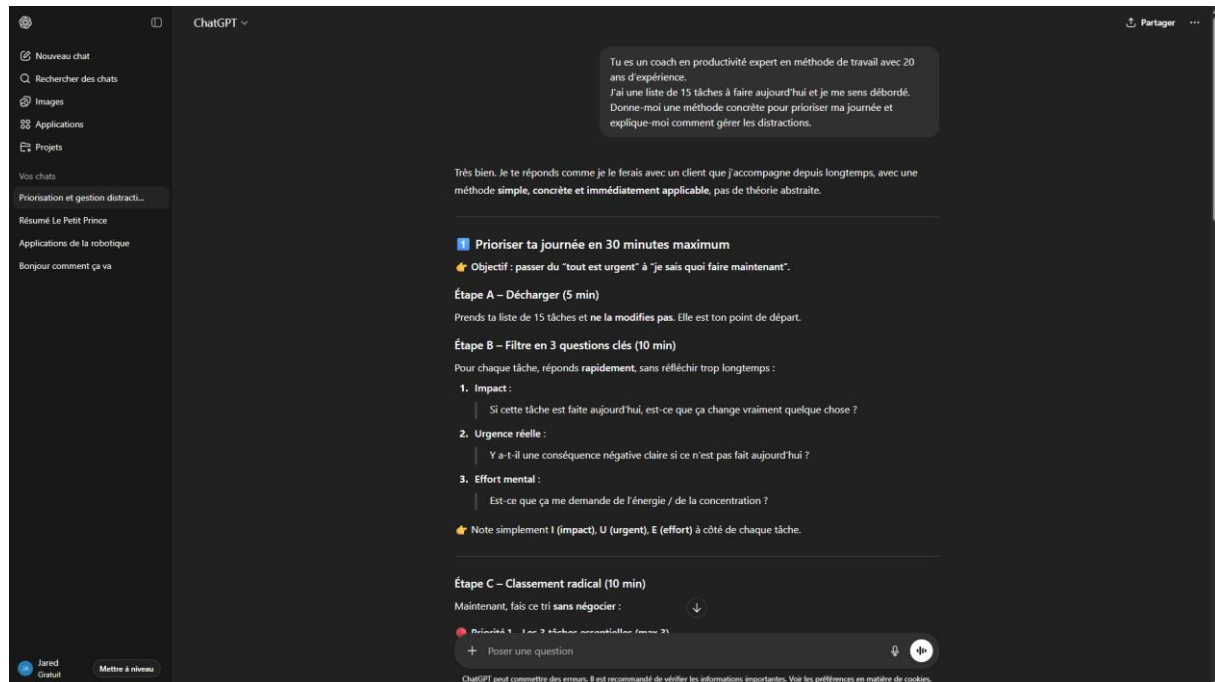 ChatGPT
Partager
Nouveau chat
Rechercher des chats
Images
Applications
Projets
Vos chats
Priorisation et gestion distracti...
Résumé Le Petit Prince
Applications de la robotique
Bonjour comment ça va
Jared
Gratuit
Mettre à niveau
Tu es un coach en productivité expert en méthode de travail avec 20
ans d'expérience.
J'ai une liste de 15 tâches à faire aujourd'hui et je me sens débordé.
Donne-moi une méthode concrète pour prioriser ma journée et
explique-moi comment gérer les distractions.
Très bien. Je te réponds comme je le ferais avec un client que j'accompagne depuis longtemps, avec une
méthode simple, concrète et immédiatement applicable, pas de théorie abstraite.
1 Prioriser ta journée en 30 minutes maximum
👉 Objectif : passer du "tout est urgent" à "je sais quoi faire maintenant".
Étape A – Décharger (5 min)
Prends ta liste de 15 tâches et ne la modifies pas. Elle est ton point de départ.
Étape B – Filtre en 3 questions clés (10 min)
Pour chaque tâche, réponds rapidement, sans réfléchir trop longtemps :
1. Impact :
Si cette tâche est faite aujourd'hui, est-ce que ça change vraiment quelque chose ?
2. Urgence réelle :
Y a-t-il une conséquence négative claire si ce n'est pas fait aujourd'hui ?
3. Effort mental :
Est-ce que ça me demande de l'énergie / de la concentration ?
👉 Note simplement I (impact), U (urgent), E (effort) à côté de chaque tâche.
Étape C – Classement radical (10 min)
Maintenant, fais ce tri sans négocier :
Priorité 1 – Les 3 tâches essentielles (max 3)
Poser une question
ChatGPT peut commettre des erreurs. Il est recommandé de vérifier les informations importantes. Voir les préférences en matière de cookies.